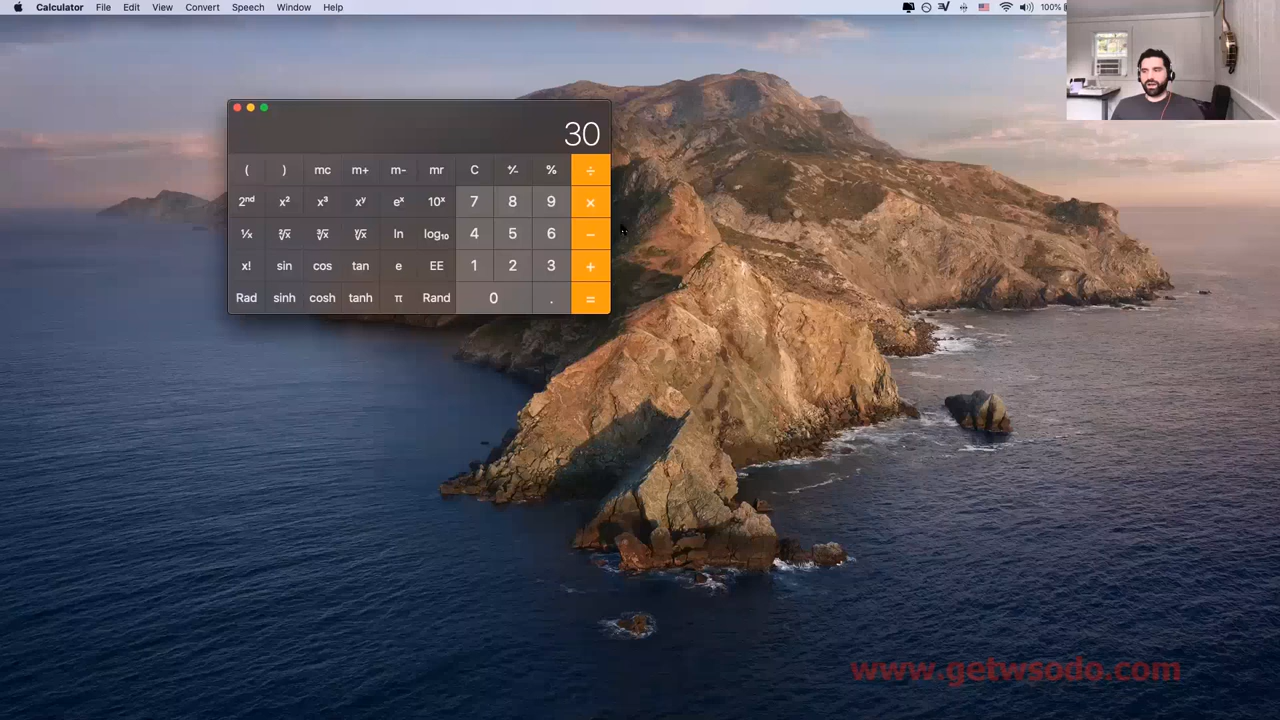 Calculator File Edit View Convert Speech Window Help 100%
30
( ) mc m+ m- mr C ⁺⁄₋ % ÷
2ⁿᵈ x² x³ xʸ eˣ 10ˣ 7 8 9 ×
¹⁄ₓ ²√x ³√x ʸ√x ln log₁₀ 4 5 6 −
x! sin cos tan e EE 1 2 3 +
Rad sinh cosh tanh π Rand 0 . =
www.getwsodo.com